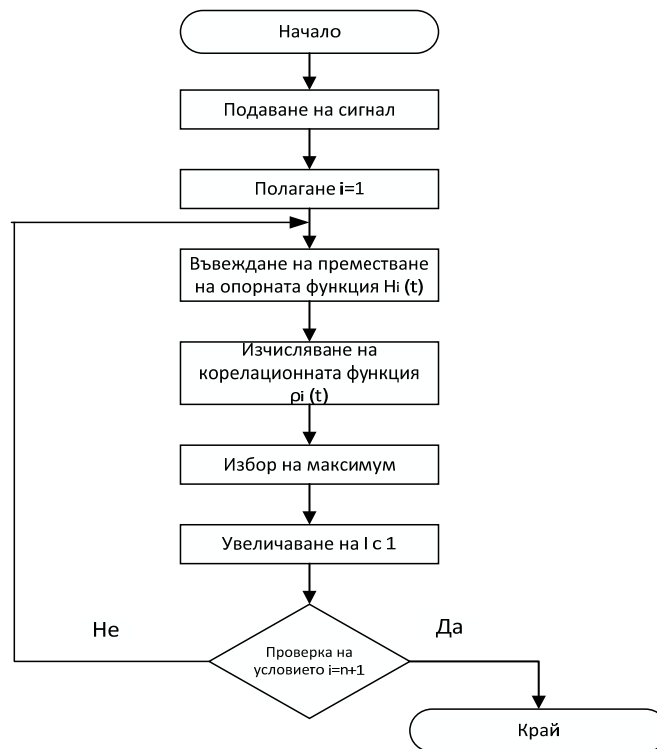 Начало
Подаване на сигнал
Полагане i=1
Въвеждане на преместване
на опорната функция Hi (t)
Изчисляване на
корелационната функция
ρi (t)
Избор на максимум
Увеличаване на I с 1
Не
Да
Проверка на
условието i=n+1
Край